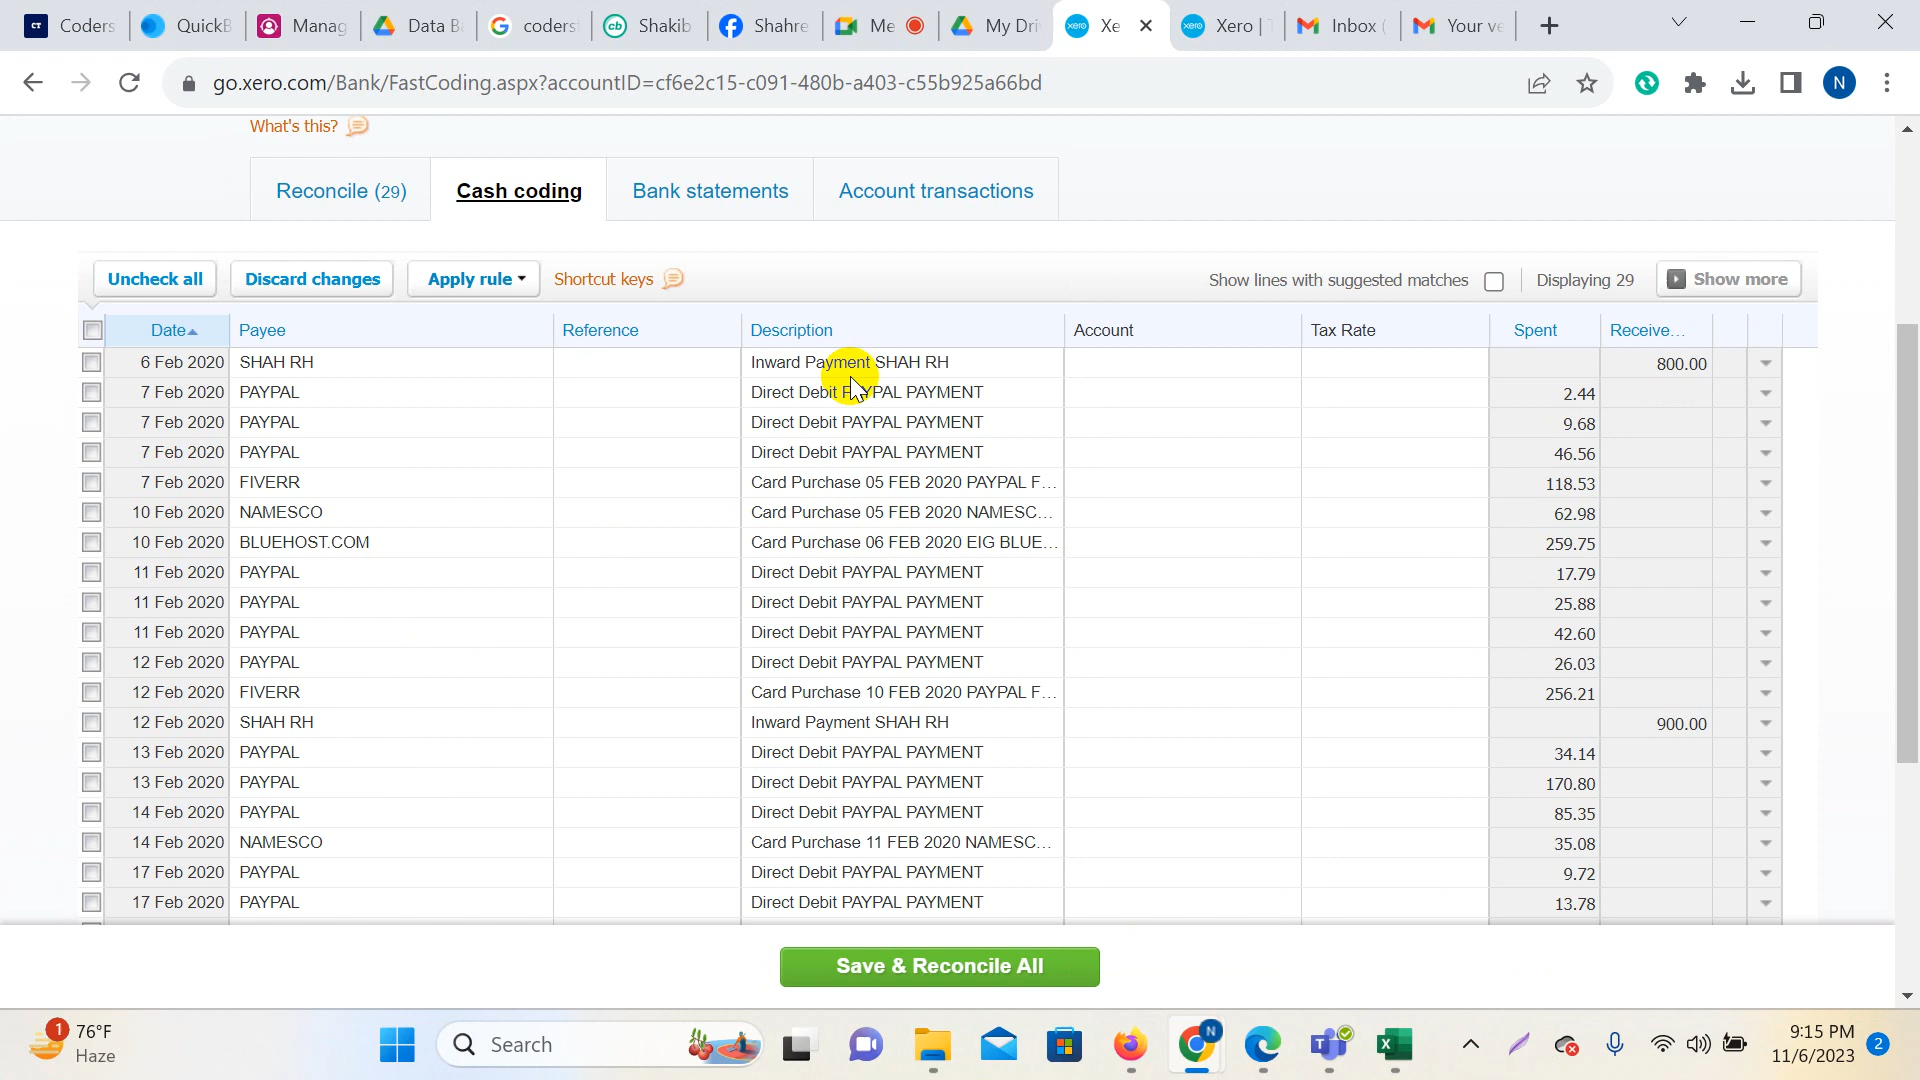 Coders
QuickB
Manag
Data B
coders
Shakib
Shahre
Me
My Dri
Xe
Xero | T
Inbox (
Your ve
go.xero.com/Bank/FastCoding.aspx?accountID=cf6e2c15-c091-480b-a403-c55b925a66bd
N
What's this?
Reconcile (29) Cash coding Bank statements Account transactions
Uncheck all Discard changes Apply rule Shortcut keys Show lines with suggested matches Displaying 29 Show more
Date Payee Reference Description Account Tax Rate Spent Receive...
6 Feb 2020 SHAH RH Inward Payment SHAH RH 800.00
7 Feb 2020 PAYPAL Direct Debit PAYPAL PAYMENT 2.44
7 Feb 2020 PAYPAL Direct Debit PAYPAL PAYMENT 9.68
7 Feb 2020 PAYPAL Direct Debit PAYPAL PAYMENT 46.56
7 Feb 2020 FIVERR Card Purchase 05 FEB 2020 PAYPAL F... 118.53
10 Feb 2020 NAMESCO Card Purchase 05 FEB 2020 NAMESC... 62.98
10 Feb 2020 BLUEHOST.COM Card Purchase 06 FEB 2020 EIG BLUE... 259.75
11 Feb 2020 PAYPAL Direct Debit PAYPAL PAYMENT 17.79
11 Feb 2020 PAYPAL Direct Debit PAYPAL PAYMENT 25.88
11 Feb 2020 PAYPAL Direct Debit PAYPAL PAYMENT 42.60
12 Feb 2020 PAYPAL Direct Debit PAYPAL PAYMENT 26.03
12 Feb 2020 FIVERR Card Purchase 10 FEB 2020 PAYPAL F... 256.21
12 Feb 2020 SHAH RH Inward Payment SHAH RH 900.00
13 Feb 2020 PAYPAL Direct Debit PAYPAL PAYMENT 34.14
13 Feb 2020 PAYPAL Direct Debit PAYPAL PAYMENT 170.80
14 Feb 2020 PAYPAL Direct Debit PAYPAL PAYMENT 85.35
14 Feb 2020 NAMESCO Card Purchase 11 FEB 2020 NAMESC... 35.08
17 Feb 2020 PAYPAL Direct Debit PAYPAL PAYMENT 9.72
17 Feb 2020 PAYPAL Direct Debit PAYPAL PAYMENT 13.78
Save & Reconcile All
1 76°F
Haze
Search
9:15 PM
11/6/2023
2